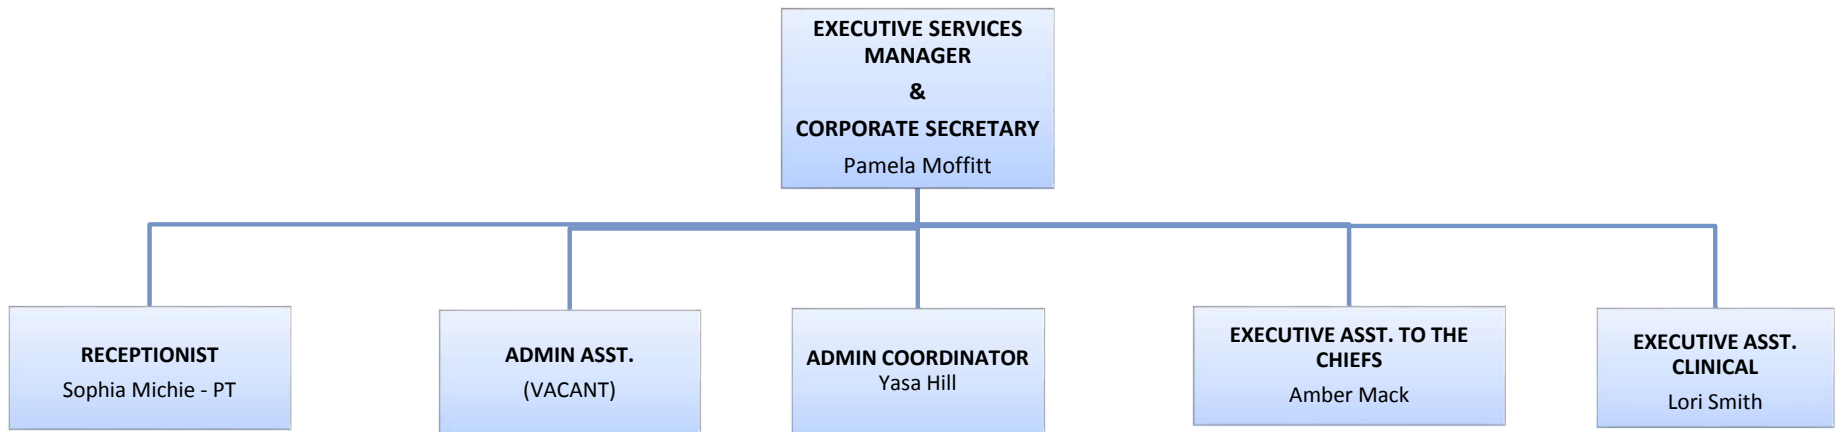 EXECUTIVE SERVICES
MANAGER
&
CORPORATE SECRETARY
Pamela Moffitt
RECEPTIONIST
Sophia Michie - PT
ADMIN ASST.
(VACANT)
ADMIN COORDINATOR
Yasa Hill
EXECUTIVE ASST. TO THE
CHIEFS
Amber Mack
EXECUTIVE ASST.
CLINICAL
Lori Smith